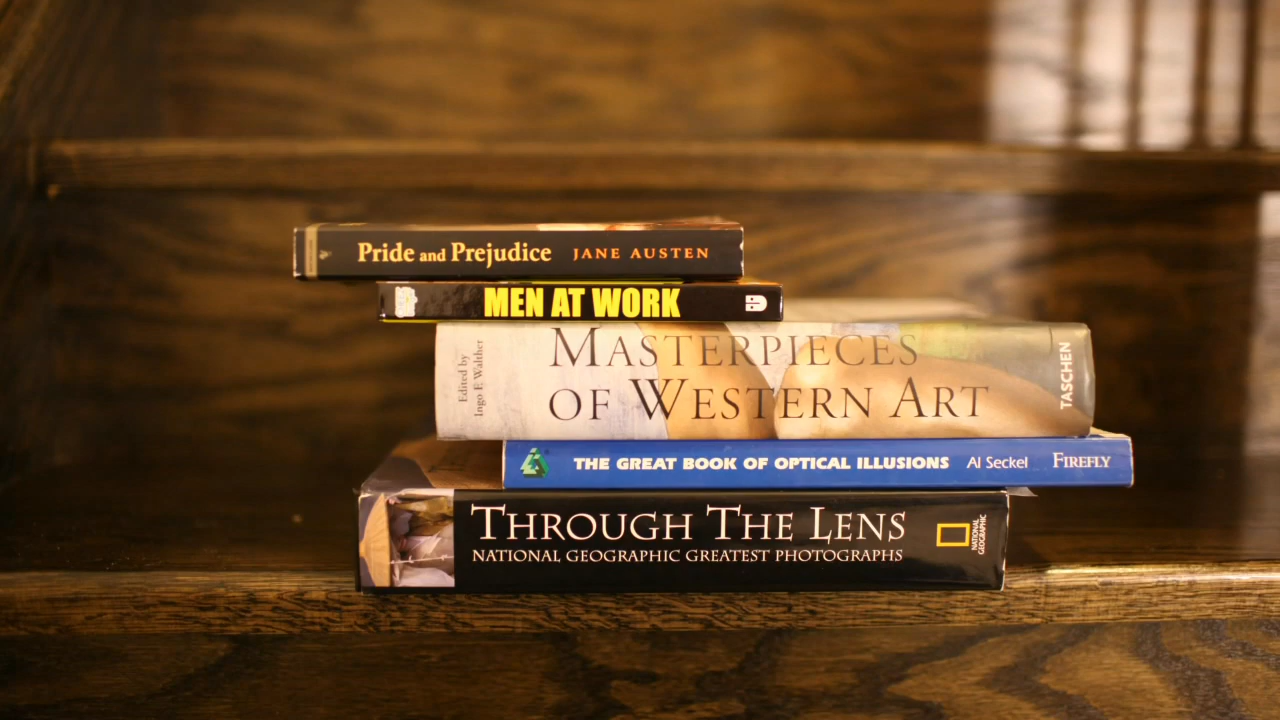 Pride and Prejudice JANE AUSTEN
MEN AT WORK
Edited by
Ingo F. Walther
MASTERPIECES
OF WESTERN ART
TASCHEN
THE GREAT BOOK OF OPTICAL ILLUSIONS Al Seckel FIREFLY
THROUGH THE LENS
NATIONAL GEOGRAPHIC GREATEST PHOTOGRAPHS
NATIONAL
GEOGRAPHIC